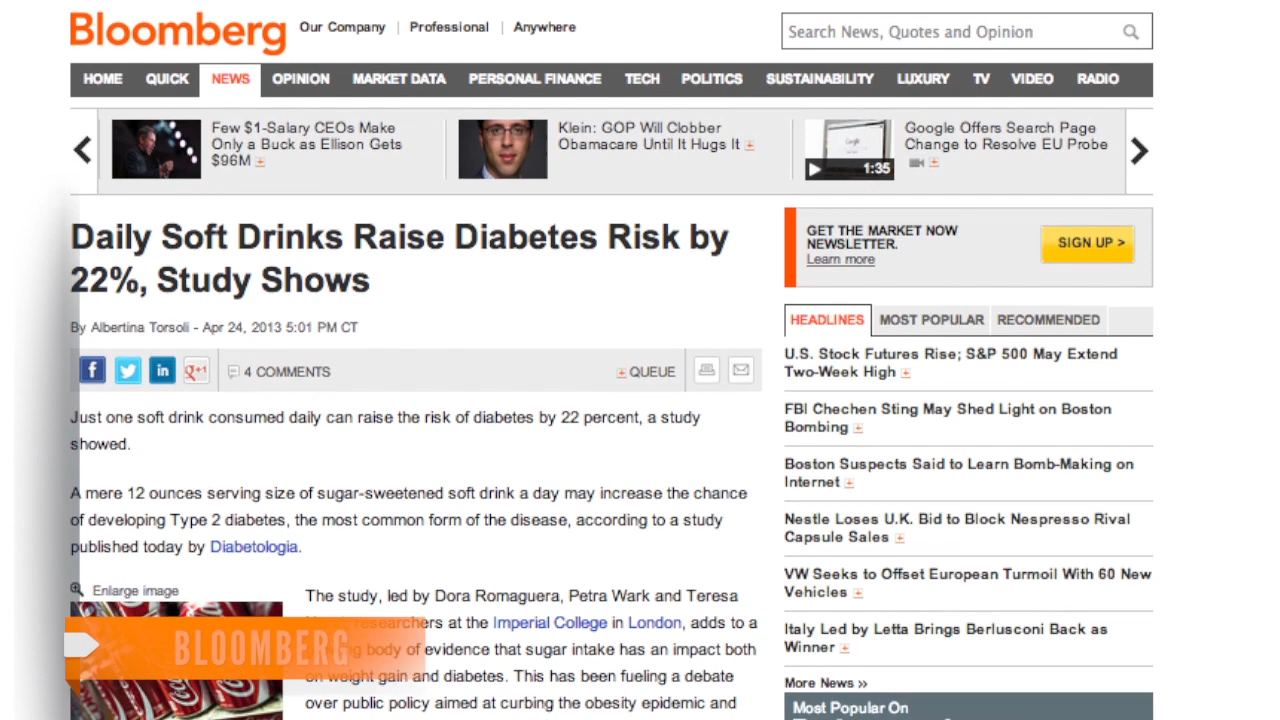 Bloomberg
Our Company | Professional | Anywhere
Search News, Quotes and Opinion
HOME QUICK NEWS OPINION MARKET DATA PERSONAL FINANCE TECH POLITICS SUSTAINABILITY LUXURY TV VIDEO RADIO
Few $1-Salary CEOs Make
Only a Buck as Ellison Gets
$96M
Klein: GOP Will Clobber
Obamacare Until It Hugs It
1:35
Google Offers Search Page
Change to Resolve EU Probe
Daily Soft Drinks Raise Diabetes Risk by
22%, Study Shows
By Albertina Torsoli - Apr 24, 2013 5:01 PM CT
4 COMMENTS
QUEUE
Just one soft drink consumed daily can raise the risk of diabetes by 22 percent, a study
showed.
A mere 12 ounces serving size of sugar-sweetened soft drink a day may increase the chance
of developing Type 2 diabetes, the most common form of the disease, according to a study
published today by Diabetologia.
Enlarge image
The study, led by Dora Romaguera, Petra Wark and Teresa
researchers at the Imperial College in London, adds to a
body of evidence that sugar intake has an impact both
on weight gain and diabetes. This has been fueling a debate
over public policy aimed at curbing the obesity epidemic and
BLOOMBERG
GET THE MARKET NOW
NEWSLETTER.
Learn more
SIGN UP >
HEADLINES MOST POPULAR RECOMMENDED
U.S. Stock Futures Rise; S&P 500 May Extend
Two-Week High
FBI Chechen Sting May Shed Light on Boston
Bombing
Boston Suspects Said to Learn Bomb-Making on
Internet
Nestle Loses U.K. Bid to Block Nespresso Rival
Capsule Sales
VW Seeks to Offset European Turmoil With 60 New
Vehicles
Italy Led by Letta Brings Berlusconi Back as
Winner
More News »
Most Popular On